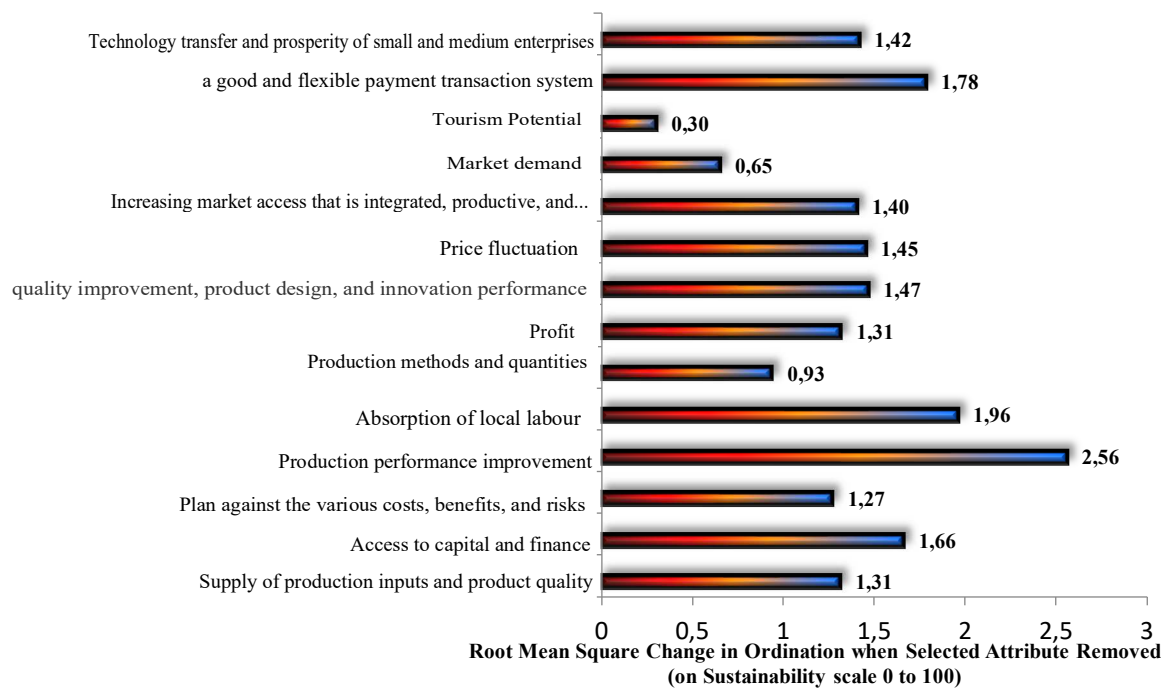 Technology transfer and prosperity of small and medium enterprises
1,42
a good and flexible payment transaction system
1,78
Tourism Potential
0,30
Market demand
0,65
Increasing market access that is integrated, productive, and...
1,40
Price fluctuation
1,45
quality improvement, product design, and innovation performance
1,47
Profit
1,31
Production methods and quantities
0,93
Absorption of local labour
1,96
Production performance improvement
2,56
Plan against the various costs, benefits, and risks
1,27
Access to capital and finance
1,66
Supply of production inputs and product quality
1,31
0 0,5 1 1,5 2 2,5 3
Root Mean Square Change in Ordination when Selected Attribute Removed
(on Sustainability scale 0 to 100)